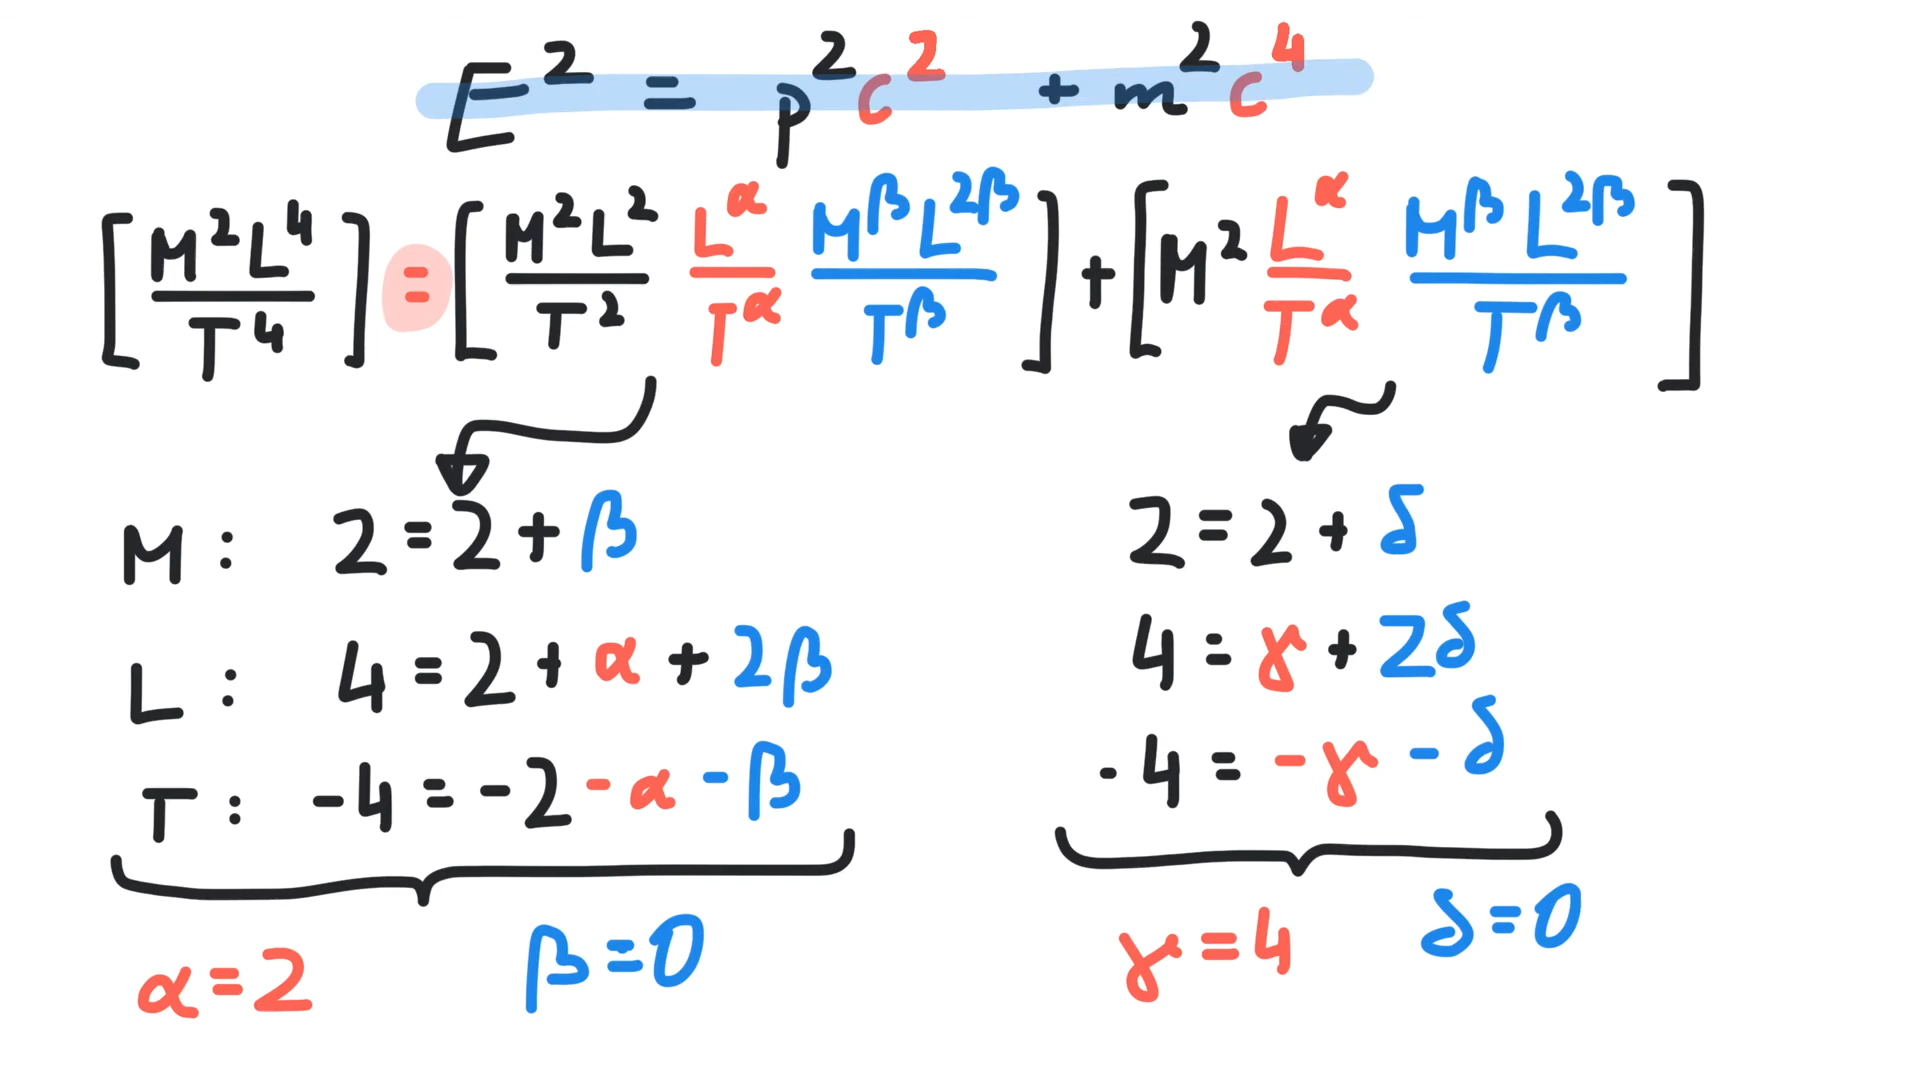 E² = p²c² + m²c⁴
[M²L⁴/T⁴] = [M²L²/T² L^α/T^α M^βL^2β/T^β] + [M² L^α/T^α M^βL^2β/T^β]
M : 2 = 2 + β 2 = 2 + δ
L : 4 = 2 + α + 2β 4 = γ + 2δ
T : -4 = -2 - α - β -4 = -γ - δ
α = 2 β = 0 γ = 4 δ = 0